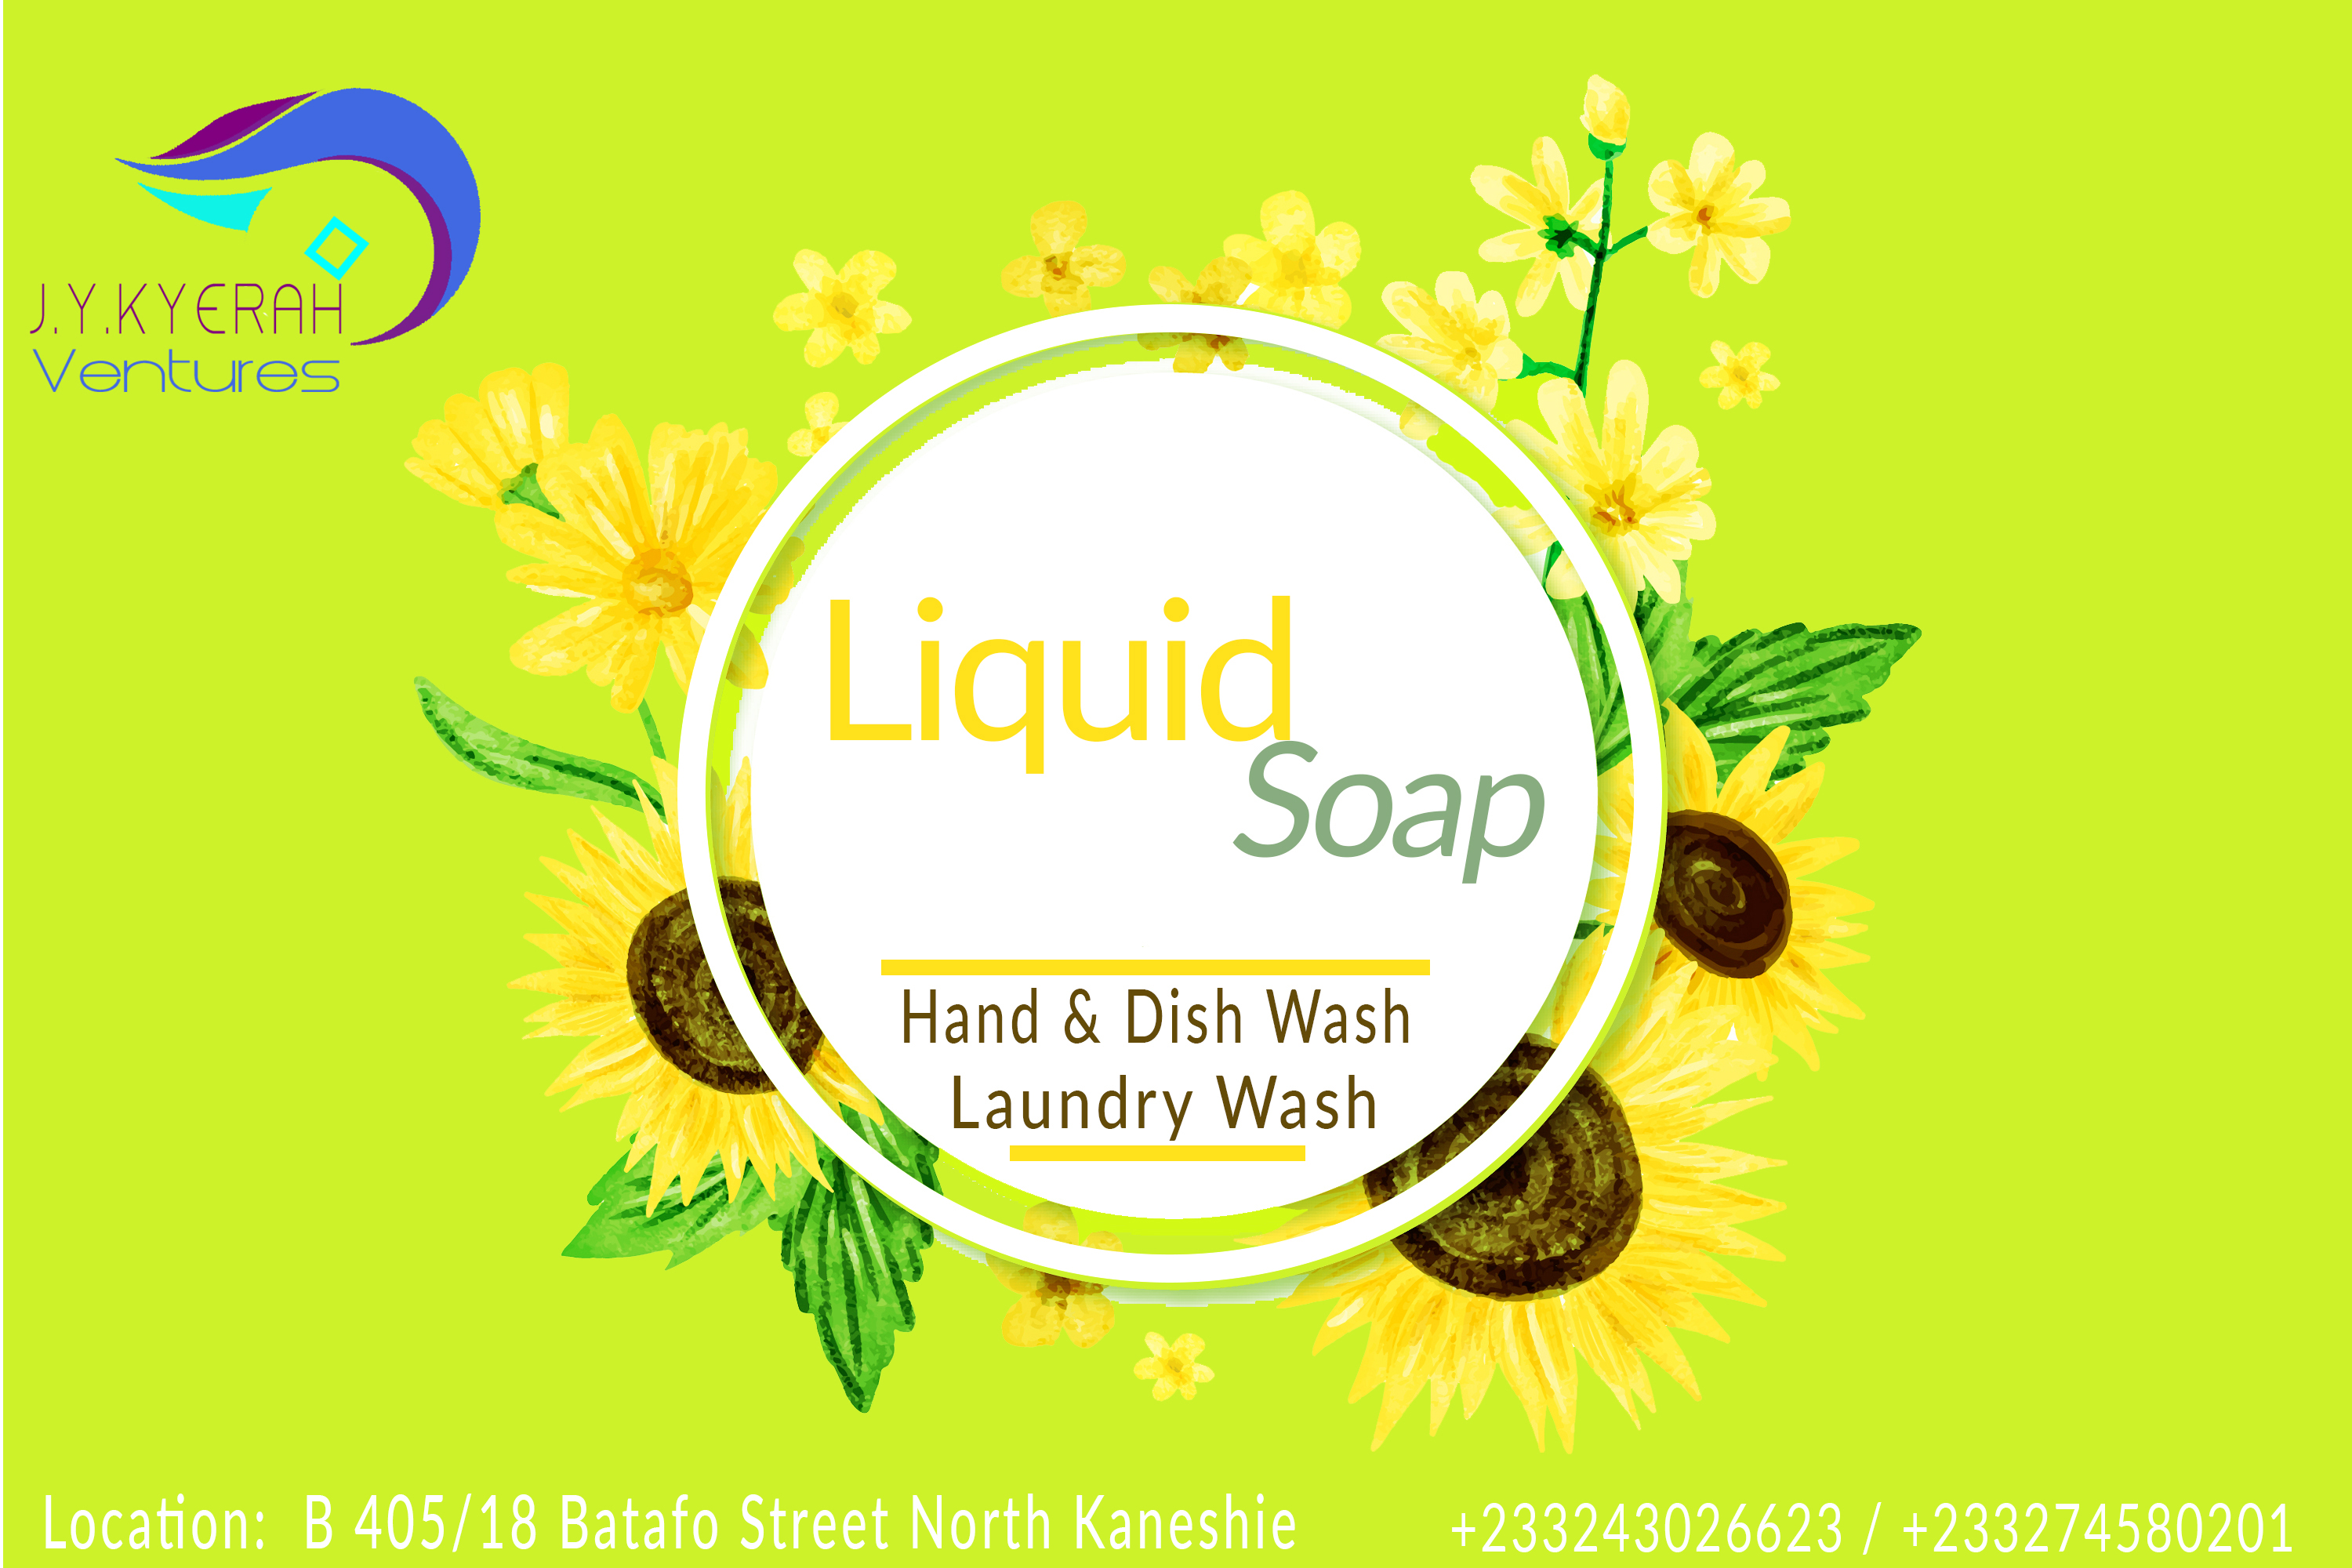 J.Y.KYERAH
Ventures
Liquid
Soap
Hand & Dish Wash
Laundry Wash
Location: B 405/18 Batafo Street North Kaneshie
+233243026623 / +233274580201